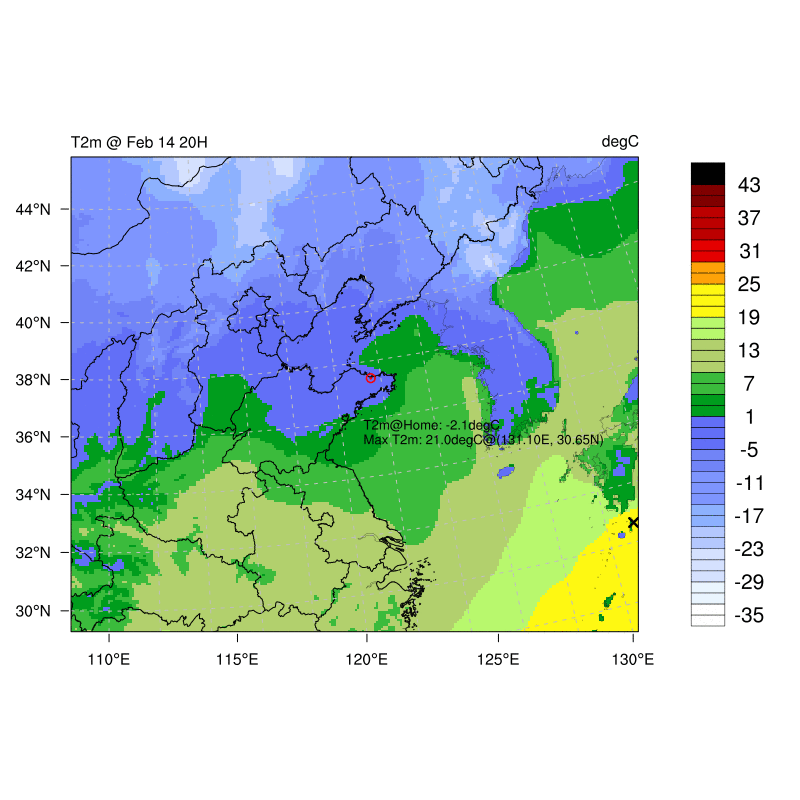 T2m @ Feb 14 20H
degC
44°N
42°N
40°N
38°N
36°N
34°N
32°N
30°N
T2m@Home: -2.1degC
Max T2m: 21.0degC@(131.10E, 30.65N)
110°E
115°E
120°E
125°E
130°E
43
37
31
25
19
13
7
1
-5
-11
-17
-23
-29
-35